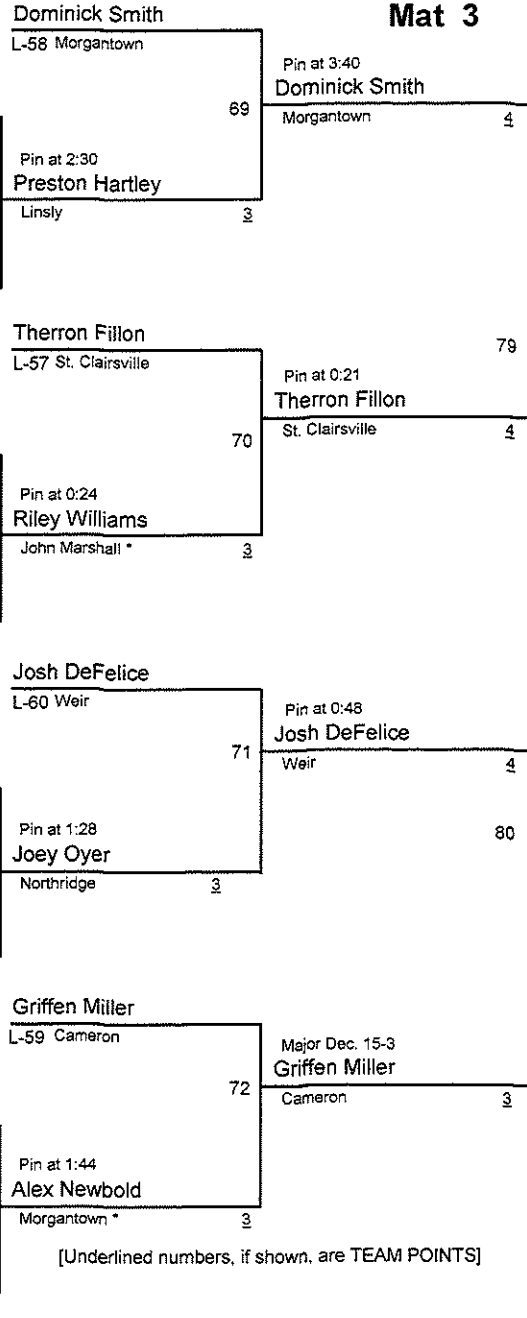 Dominick Smith
Mat 3
L-58 Morgantown
Pin at 3:40
Dominick Smith
69
Morgantown 4
Pin at 2:30
Preston Hartley
Linsly 3
Therron Fillon
79
L-57 St. Clairsville
Pin at 0:21
Therron Fillon
70
St. Clairsville 4
Pin at 0:24
Riley Williams
John Marshall * 3
Josh DeFelice
L-60 Weir
Pin at 0:48
Josh DeFelice
71
Weir 4
Pin at 1:28
80
Joey Oyer
Northridge 3
Griffen Miller
L-59 Cameron
Major Dec. 15-3
Griffen Miller
72
Cameron 3
Pin at 1:44
Alex Newbold
Morgantown * 3
[Underlined numbers, if shown, are TEAM POINTS]